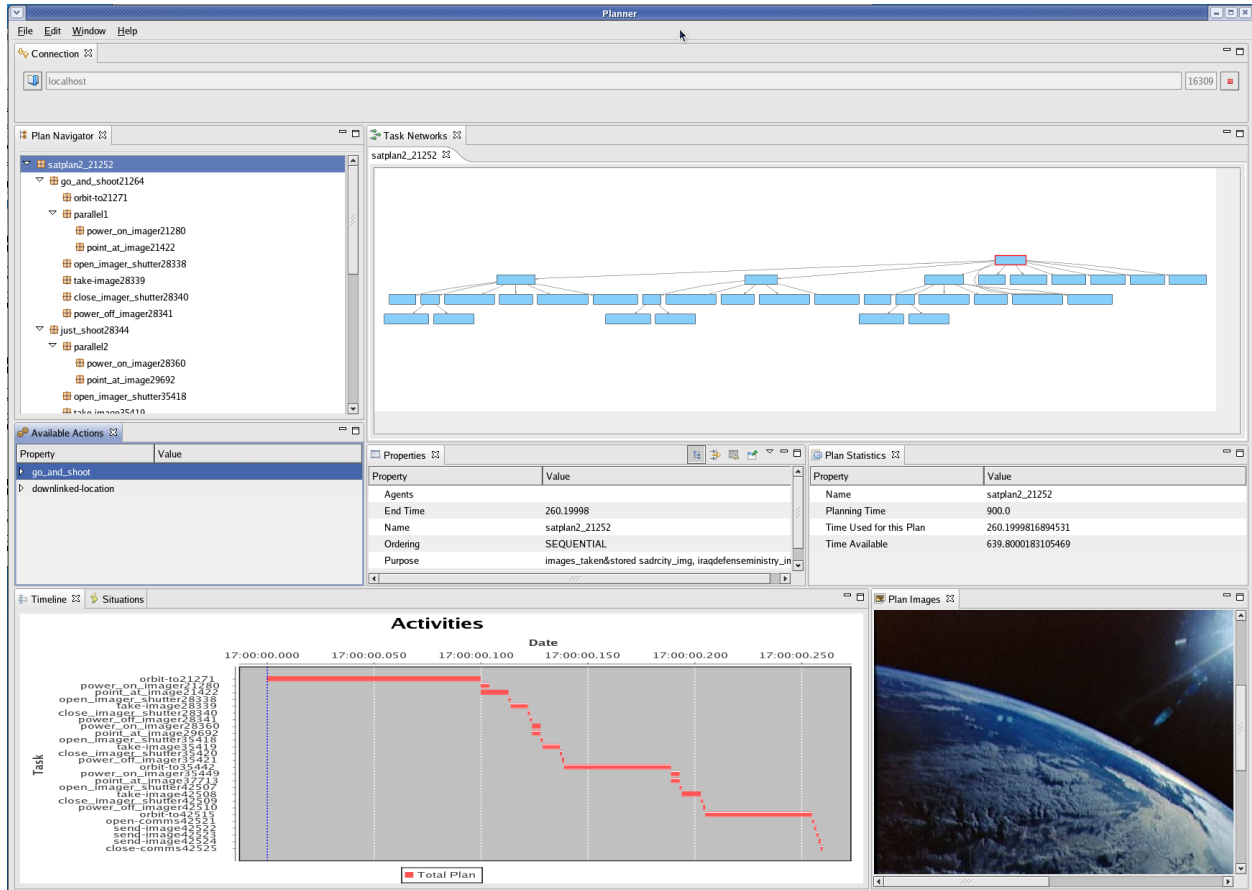 Planner
File Edit Window Help
Connection
localhost 16309
Plan Navigator
satplan2_21252
go_and_shoot21264
orbit-to21271
parallel1
power_on_imager21280
point_at_image21422
open_imager_shutter28338
take-image28339
close_imager_shutter28340
power_off_imager28341
just_shoot28344
parallel2
power_on_imager28360
point_at_image29692
open_imager_shutter35418
take-image35419
Task Networks
satplan2_21252
Available Actions
Property Value
go_and_shoot
downlinked-location
Properties
Property Value
Agents
End Time 260.19998
Name satplan2_21252
Ordering SEQUENTIAL
Purpose images_taken&stored sadrcity_img, iraqdefenseministry_in
Plan Statistics
Property Value
Name satplan2_21252
Planning Time 900.0
Time Used for this Plan 260.1999816894531
Time Available 639.8000183105469
Timeline Situations
Activities
Date
17:00:00.000 17:00:00.050 17:00:00.100 17:00:00.150 17:00:00.200 17:00:00.250
Task
orbit-to21271
power_on_imager21280
point_at_image21422
open_imager_shutter28338
take-image28339
close_imager_shutter28340
power_off_imager28341
power_on_imager28360
point_at_image29692
open_imager_shutter35418
take-image35419
close_imager_shutter35420
power_off_imager35421
orbit-to35442
power_on_imager35449
point_at_image37713
open_imager_shutter42507
take-image42508
close_imager_shutter42509
power_off_imager42510
orbit-to42515
open-comms42521
send-image42522
send-image42523
send-image42524
close-comms42525
Total Plan
Plan Images